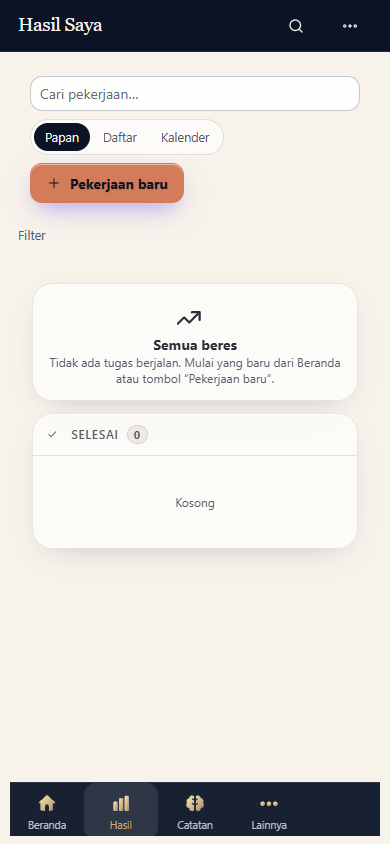 Hasil Saya
Cari pekerjaan...
Papan Daftar Kalender
Pekerjaan baru
Filter
Semua beres
Tidak ada tugas berjalan. Mulai yang baru dari Beranda
atau tombol “Pekerjaan baru”.
SELESAI 0
Kosong
Beranda Hasil Catatan Lainnya